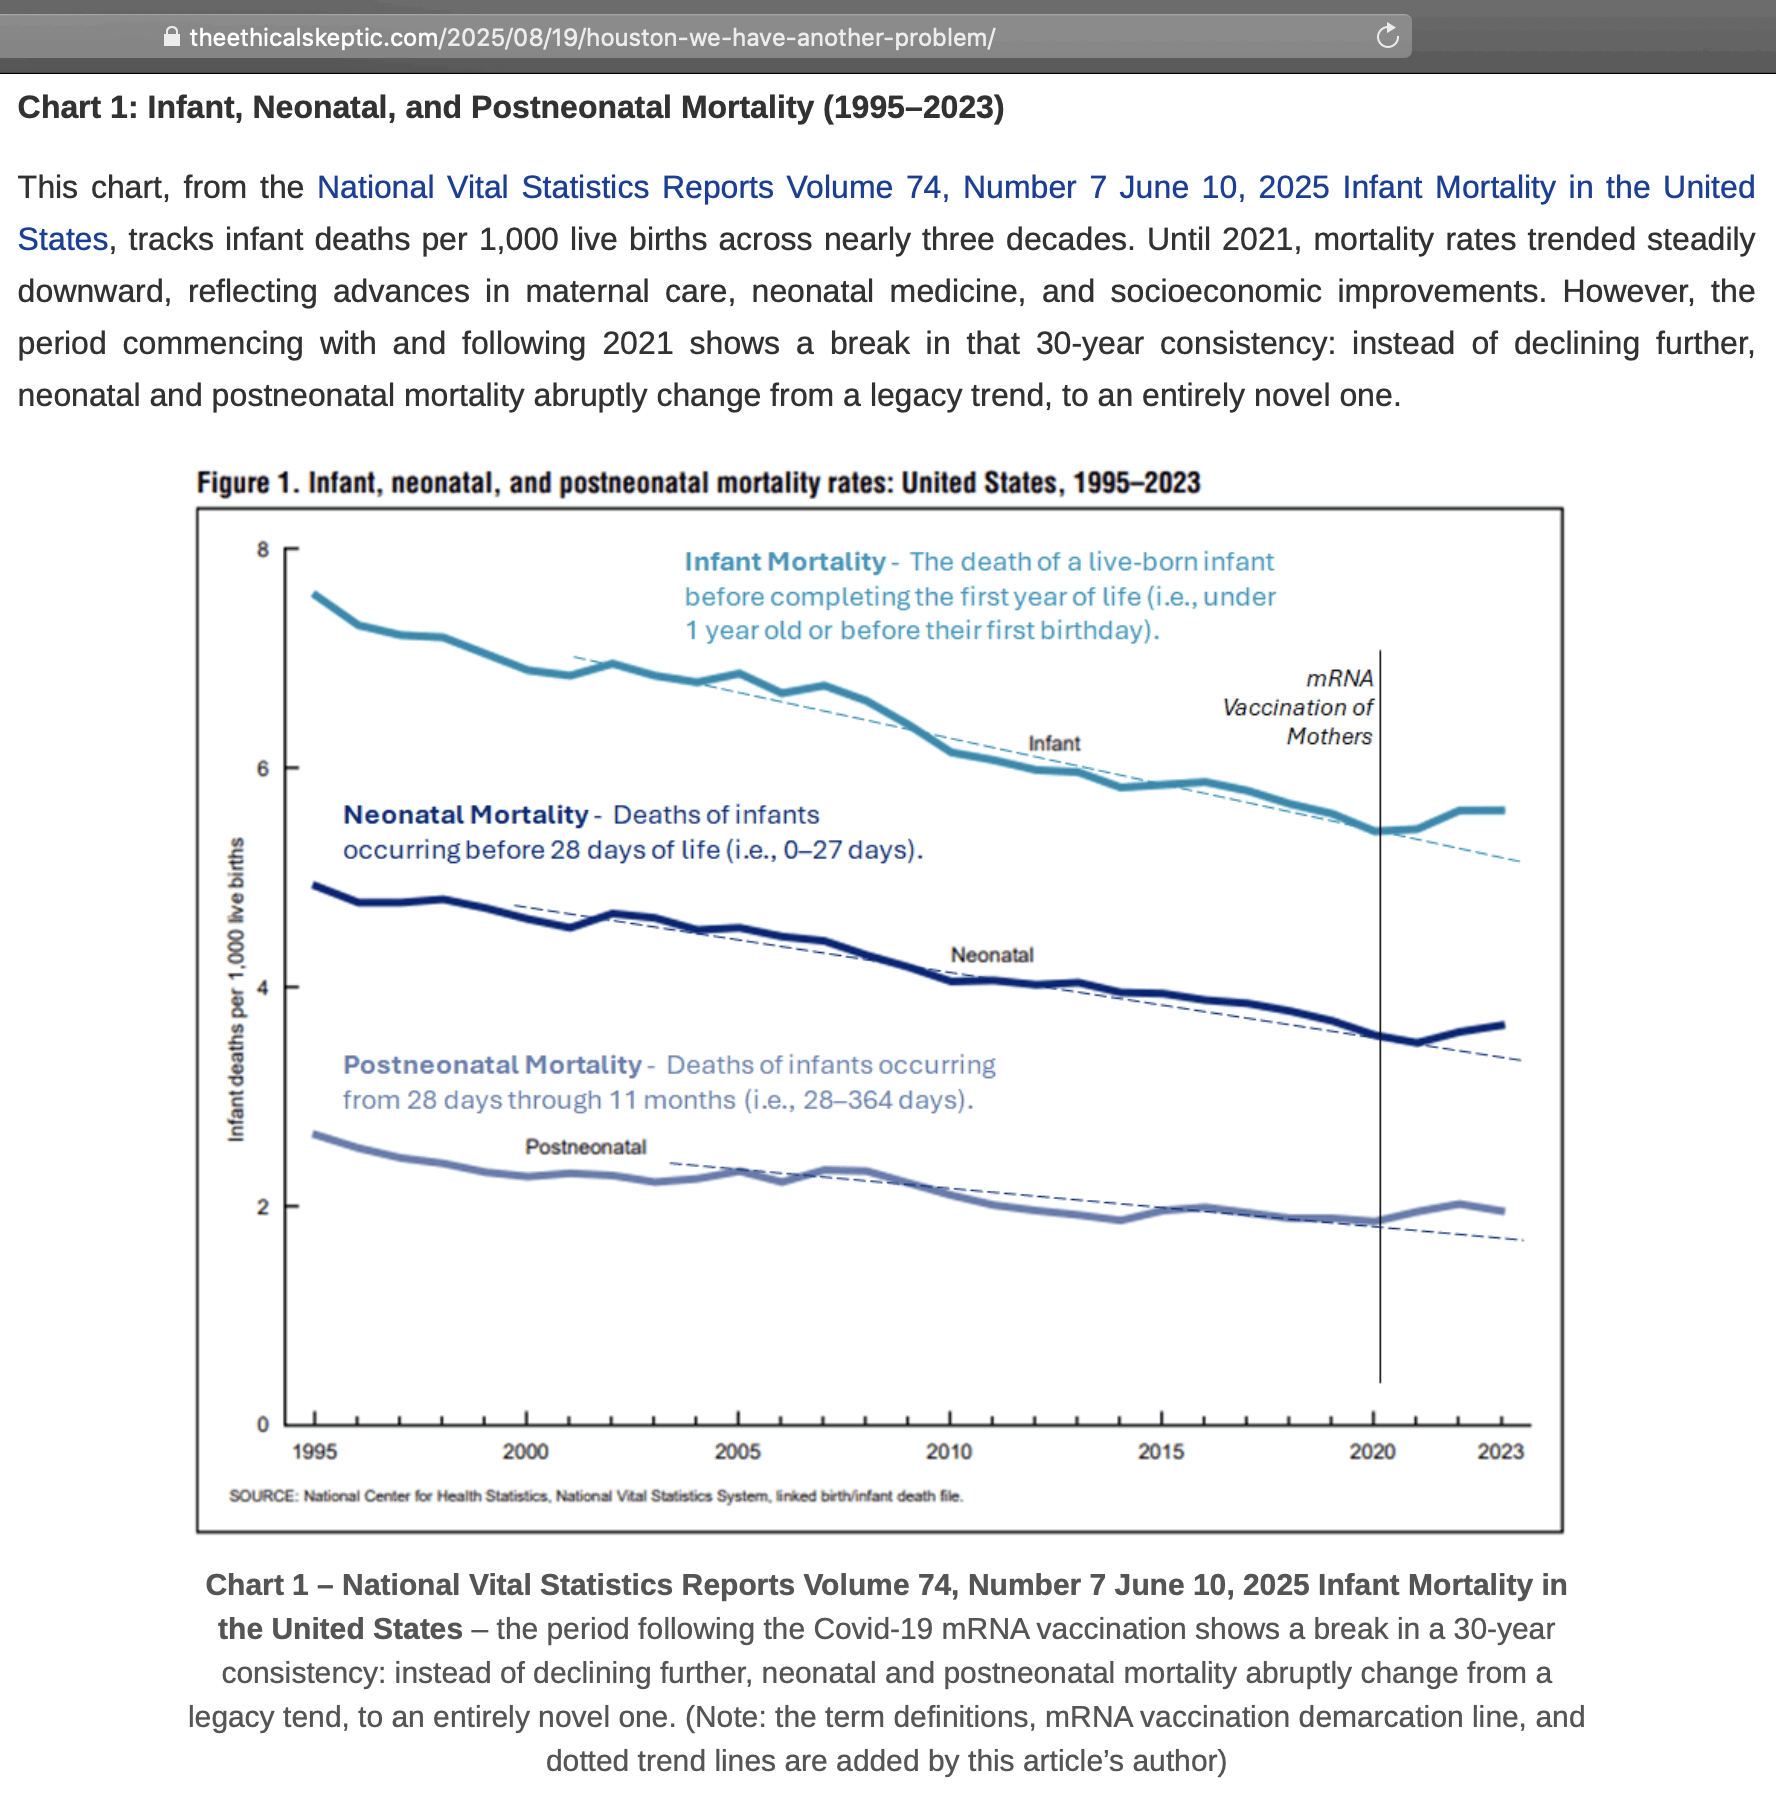 theethicalskeptic.com/2025/08/19/houston-we-have-another-problem/
Chart 1: Infant, Neonatal, and Postneonatal Mortality (1995–2023)
This chart, from the National Vital Statistics Reports Volume 74, Number 7 June 10, 2025 Infant Mortality in the United
States, tracks infant deaths per 1,000 live births across nearly three decades. Until 2021, mortality rates trended steadily
downward, reflecting advances in maternal care, neonatal medicine, and socioeconomic improvements. However, the
period commencing with and following 2021 shows a break in that 30-year consistency: instead of declining further,
neonatal and postneonatal mortality abruptly change from a legacy trend, to an entirely novel one.
Figure 1. Infant, neonatal, and postneonatal mortality rates: United States, 1995–2023
8
Infant Mortality - The death of a live-born infant
before completing the first year of life (i.e., under
1 year old or before their first birthday).
mRNA
Vaccination of
Mothers
Infant
6
Neonatal Mortality - Deaths of infants
occurring before 28 days of life (i.e., 0–27 days).
Infant deaths per 1,000 live births
Neonatal
4
Postneonatal Mortality - Deaths of infants occurring
from 28 days through 11 months (i.e., 28–364 days).
Postneonatal
2
0
1995
2000
2005
2010
2015
2020
2023
SOURCE: National Center for Health Statistics, National Vital Statistics System, linked birth/infant death file.
Chart 1 – National Vital Statistics Reports Volume 74, Number 7 June 10, 2025 Infant Mortality in
the United States – the period following the Covid-19 mRNA vaccination shows a break in a 30-year
consistency: instead of declining further, neonatal and postneonatal mortality abruptly change from a
legacy tend, to an entirely novel one. (Note: the term definitions, mRNA vaccination demarcation line, and
dotted trend lines are added by this article’s author)